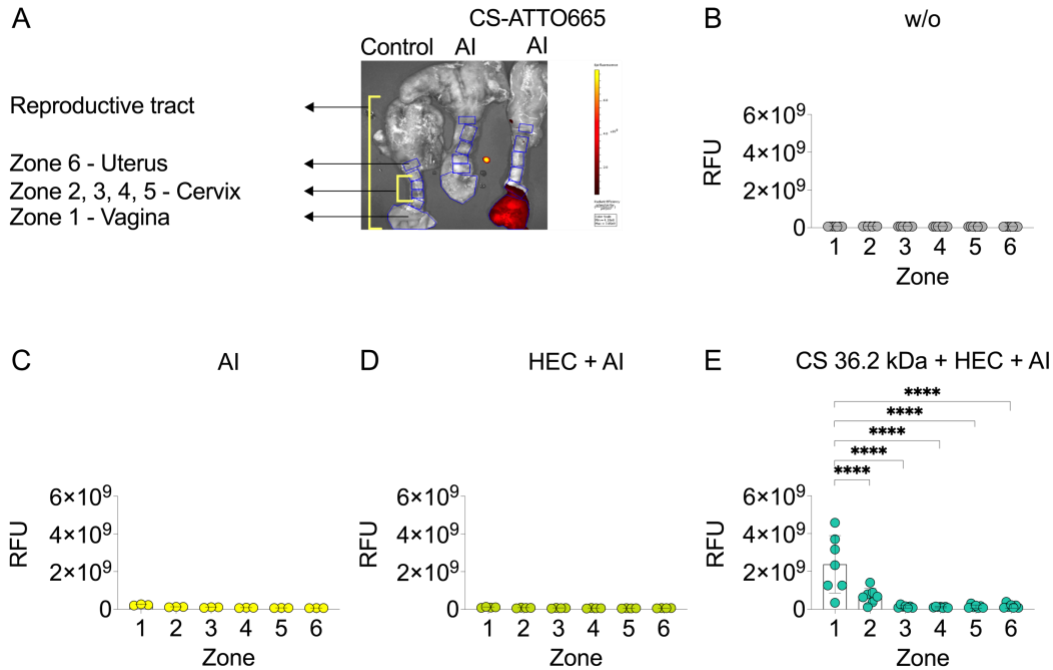 A
CS-ATTO665
Control AI AI
Reproductive tract
Zone 6 - Uterus
Zone 2, 3, 4, 5 - Cervix
Zone 1 - Vagina
B
w/o
6×10⁹
4×10⁹
2×10⁹
0
RFU
1 2 3 4 5 6
Zone
C
AI
6×10⁹
4×10⁹
2×10⁹
0
RFU
1 2 3 4 5 6
Zone
D
HEC + AI
6×10⁹
4×10⁹
2×10⁹
0
RFU
1 2 3 4 5 6
Zone
E
CS 36.2 kDa + HEC + AI
****
****
****
****
****
6×10⁹
4×10⁹
2×10⁹
0
RFU
1 2 3 4 5 6
Zone